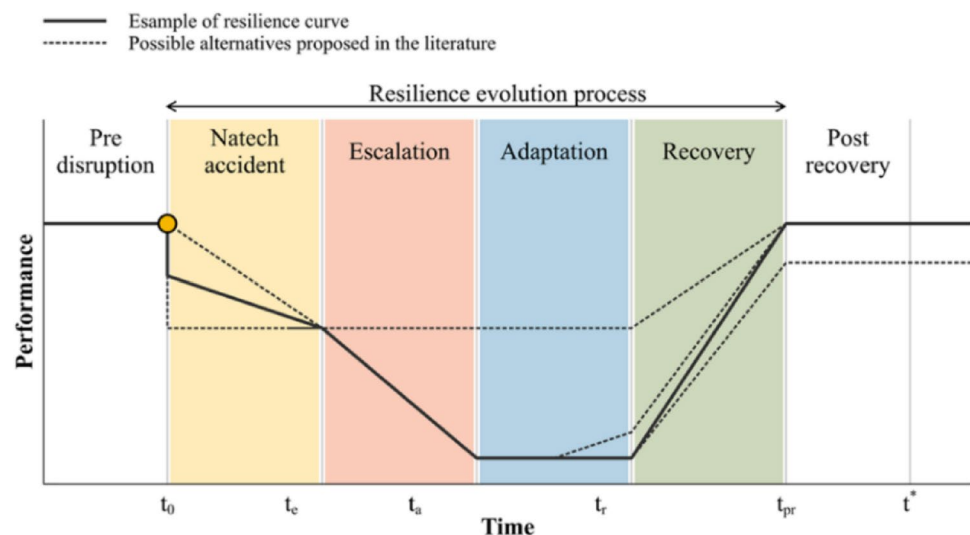 Esample of resilience curve
Possible alternatives proposed in the literature
Resilience evolution process
Pre
disruption
Natech
accident
Escalation
Adaptation
Recovery
Post
recovery
Performance
t₀
tₑ
tₐ
tᵣ
tₚᵣ
t*
Time